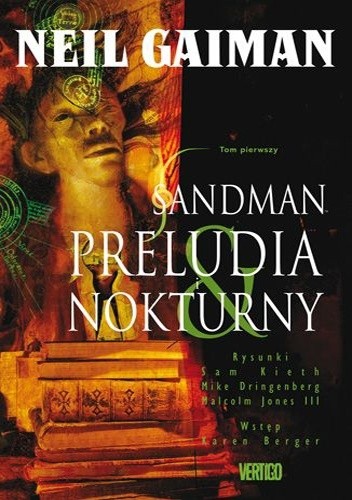 NEIL GAIMAN
Tom pierwszy
SANDMAN
PRELUDIA
&
i
NOKTURNY
Rysunki
Sam Kieth
Mike Dringenberg
Malcolm Jones III
Wstęp
Karen Berger
VERTIGO